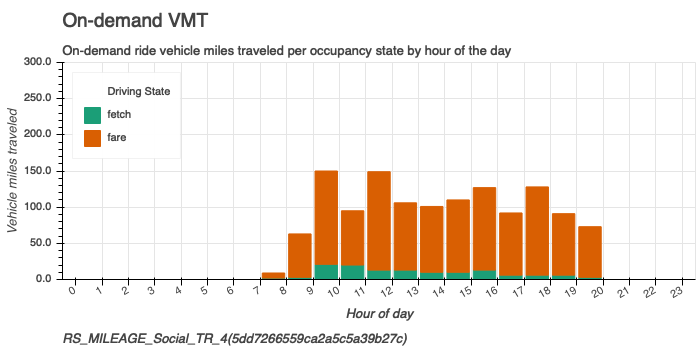 On-demand VMT
On-demand ride vehicle miles traveled per occupancy state by hour of the day
300.0
250.0
200.0
150.0
100.0
50.0
0.0
Vehicle miles traveled
Driving State
fetch
fare
0 1 2 3 4 5 6 7 8 9 10 11 12 13 14 15 16 17 18 19 20 21 22 23
Hour of day
RS_MILEAGE_Social_TR_4(5dd7266559ca2a5c5a39b27c)